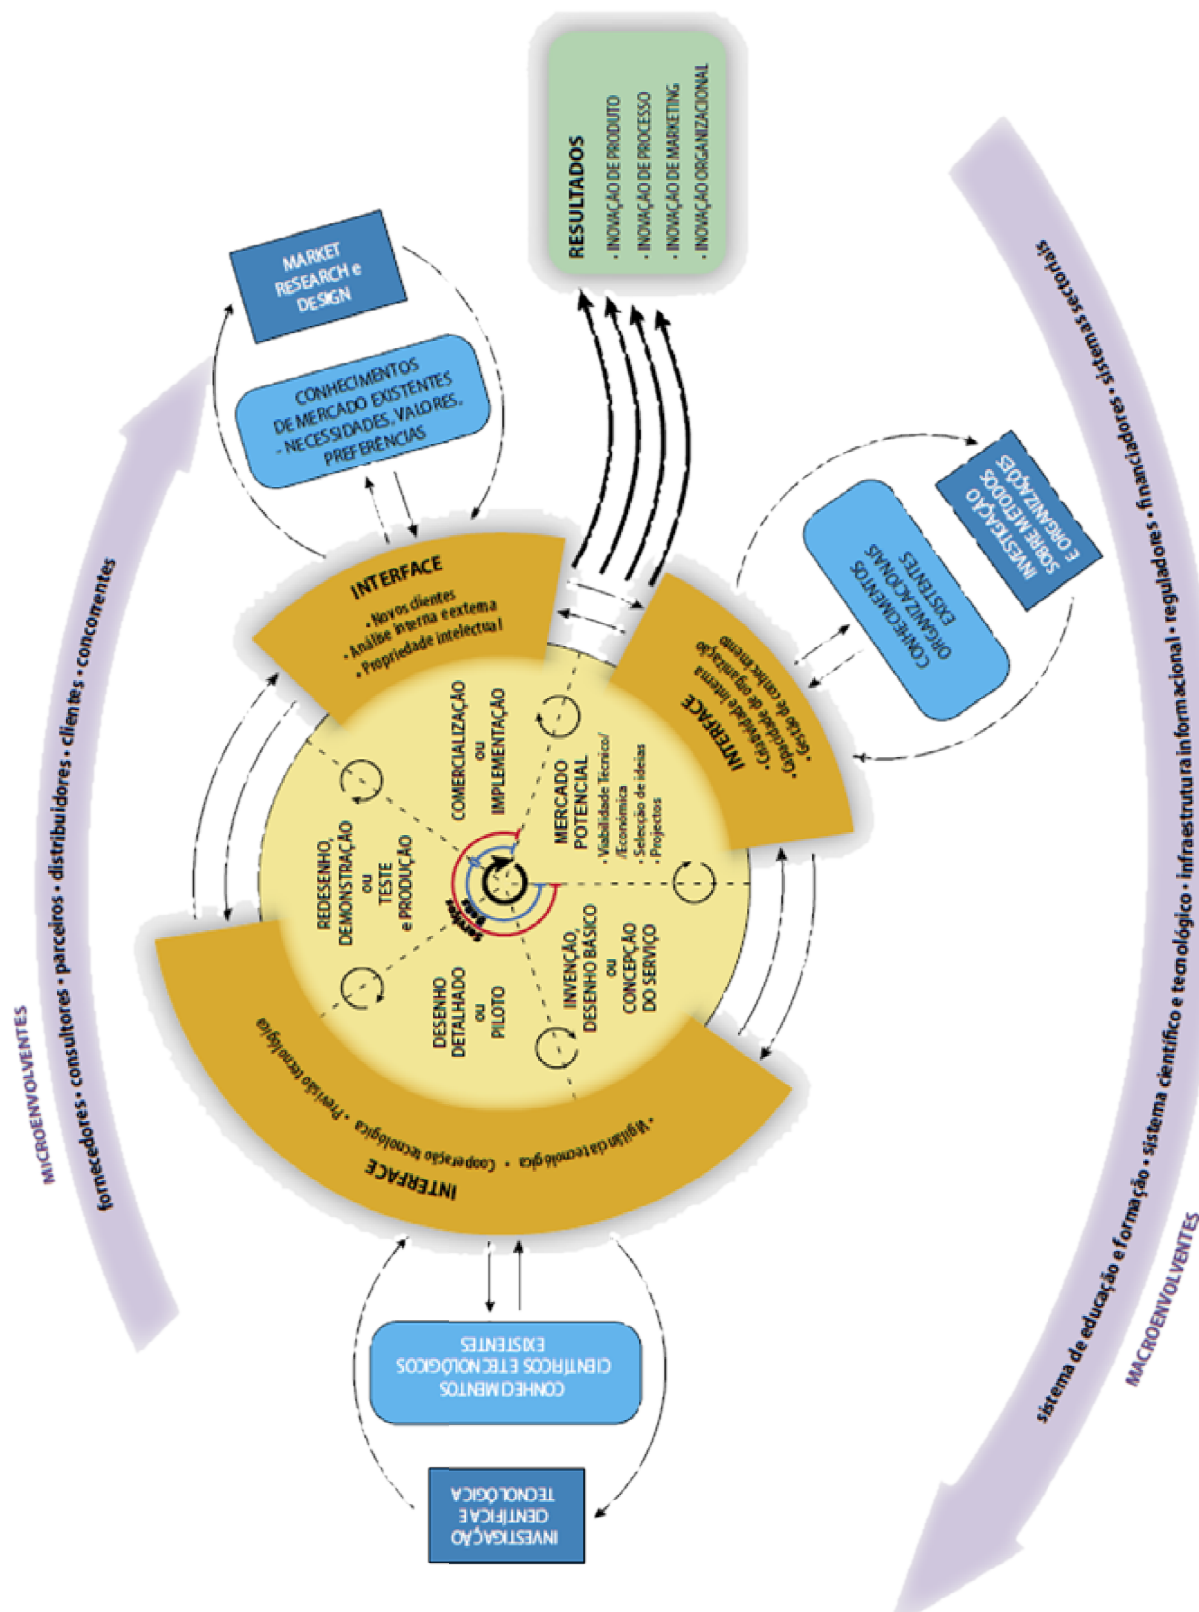 MICROENVOLVENTES
fornecedores • consultores • parceiros • distribuidores • clientes • concorrentes
MARKET
RESEARCH e
DESIGN
CONHECIMENTOS
DE MERCADO EXISTENTES
- NECESSIDADES, VALORES,
PREFERÊNCIAS
INTERFACE
• Novos clientes
• Análise interna e externa
• Propriedade intelectual
RESULTADOS
• INOVAÇÃO DE PRODUTO
• INOVAÇÃO DE PROCESSO
• INOVAÇÃO DE MARKETING
• INOVAÇÃO ORGANIZACIONAL
REDESENHO,
DEMONSTRAÇÃO
ou
TESTE
e PRODUÇÃO
COMERCIALIZAÇÃO
ou
IMPLEMENTAÇÃO
DESENHO
DETALHADO
ou
PILOTO
Serviços
Bens
MERCADO
POTENCIAL
• Viabilidade Técnico/
/Económica
• Selecção de ideias
• Projectos
INVENÇÃO,
DESENHO BÁSICO
ou
CONCEPÇÃO
DO SERVIÇO
INTERFACE
• Vigilância tecnológica • Cooperação tecnológica • Previsão tecnológica
CONHECIMENTOS
CIENTÍFICOS E TECNOLÓGICOS
EXISTENTES
INVESTIGAÇÃO
CIENTÍFICA E
TECNOLÓGICA
INTERFACE
• Criatividade interna
• Capacidade de organização
• Gestão de conhecimento
CONHECIMENTOS
ORGANIZACIONAIS
EXISTENTES
INVESTIGAÇÃO
SOBRE METODOS
E ORGANIZAÇÕES
sistema de educação e formação • sistema científico e tecnológico • infraestrutura informacional • reguladores • financiadores • sistemas sectoriais
MACROENVOLVENTES